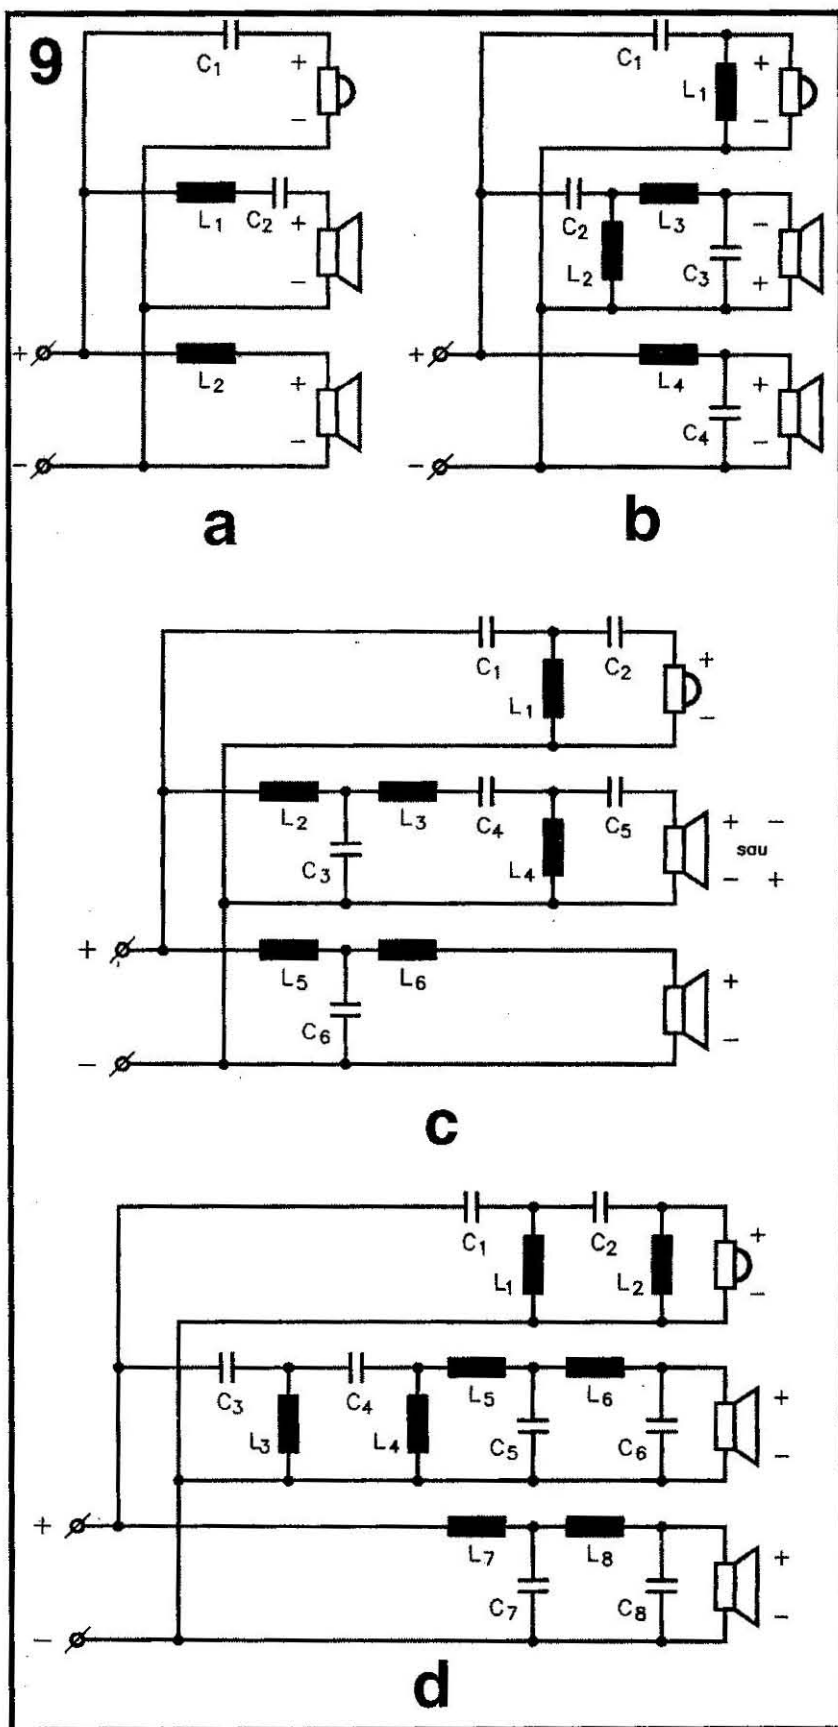 9
C1
+
−
L1 C2
+
−
+
L2
+
−
−
a
C1
L1
+
−
C2
L3
L2
C3
−
+
+
L4
C4
+
−
−
b
C1 C2
L1
+
−
L2 L3 C4 C5
C3
L4
+ −
sau
− +
+
L5 L6
C6
+
−
−
c
C1 C2
L1 L2
+
−
C3 C4 L5 L6
L3 L4 C5 C6
+
−
+
L7 L8
C7 C8
+
−
−
d